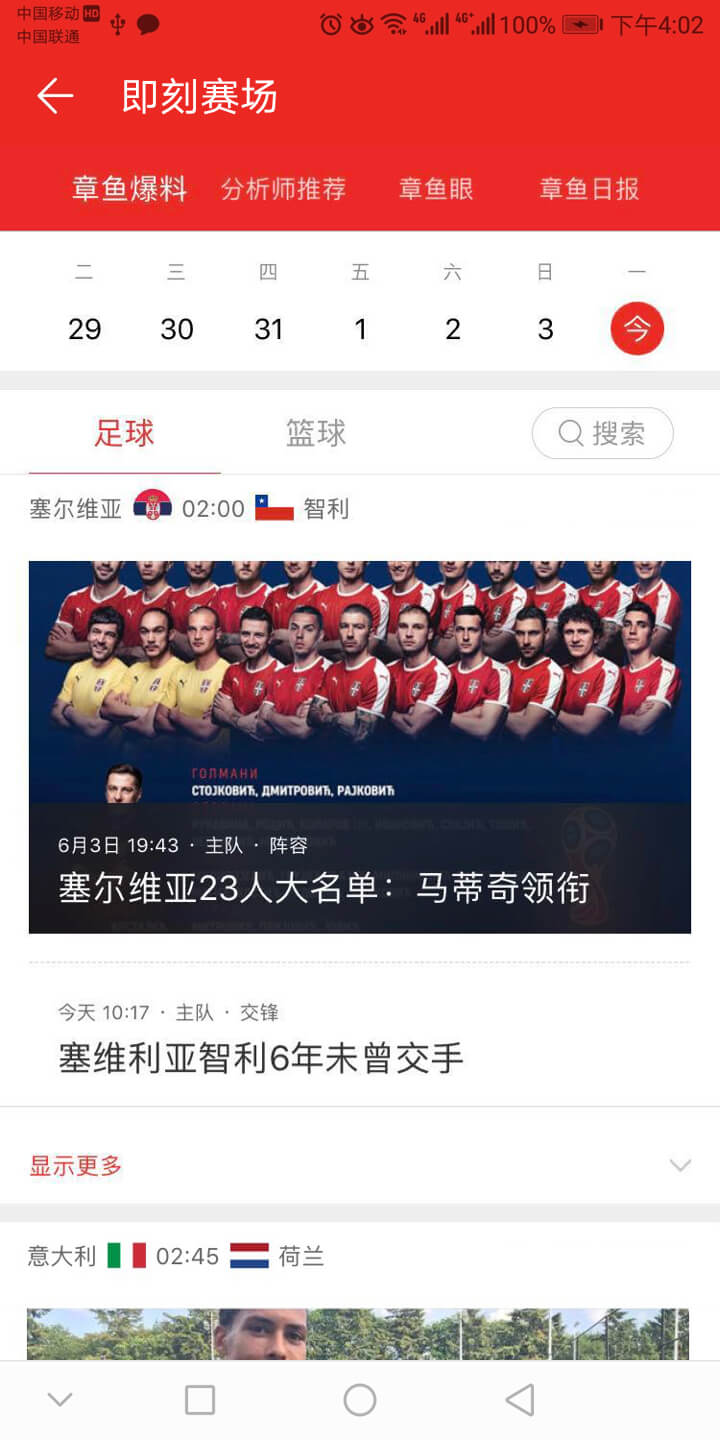 中国移动 HD
中国联通
4G 4G+ 100% 下午4:02
即刻赛场
章鱼爆料 分析师推荐 章鱼眼 章鱼日报
二 三 四 五 六 日 一
29 30 31 1 2 3 今
足球 篮球 搜索
塞尔维亚 02:00 智利
ГОЛМАНИ
СТОЈКОВИЋ, ДМИТРОВИЋ, РАЈКОВИЋ
6月3日 19:43 · 主队 · 阵容
塞尔维亚23人大名单：马蒂奇领衔
今天 10:17 · 主队 · 交锋
塞维利亚智利6年未曾交手
显示更多
意大利 02:45 荷兰